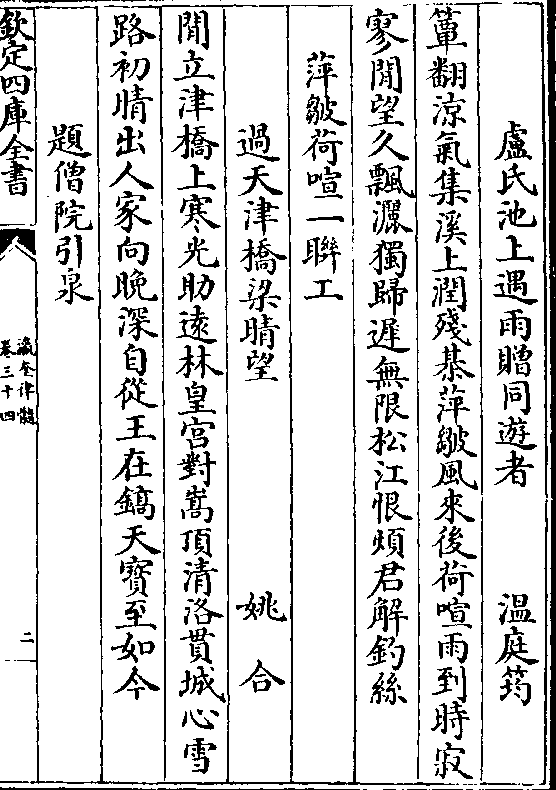 盧氏池上遇雨贈同遊者　温庭筠
簟翻涼氣集溪上潤殘棊萍皺風來後荷喧雨到時寂
寥閒望久飄灑獨歸遲無限松江恨煩君解釣絲
萍皺荷喧一聯工
過天津橋梁晴望　姚合
閒立津橋上寒光助遠林皇宮對嵩頂清洛貫城心雪
路初晴出人家向晚深自從王在鎬天寶至如今
題僧院引泉
欽定四庫全書
瀛奎律髓
卷三十四
二